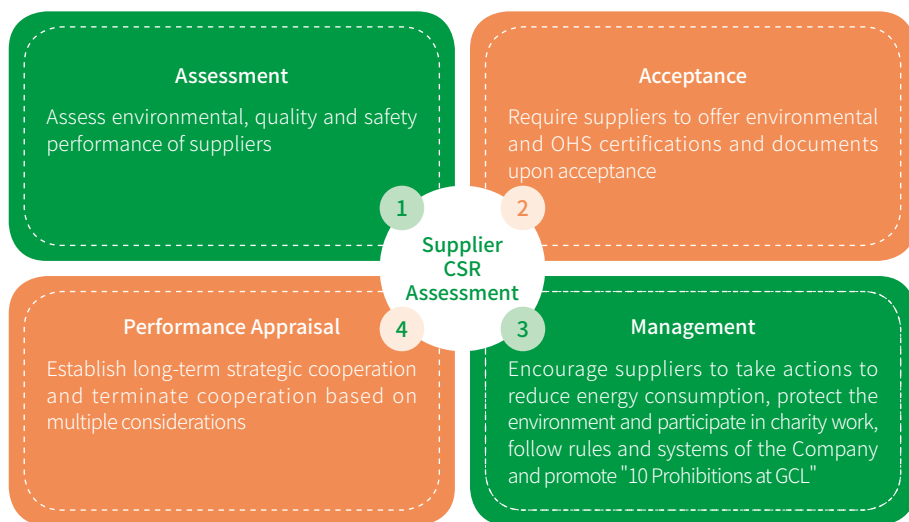 Assessment
Assess environmental, quality and safety
performance of suppliers
1
Acceptance
Require suppliers to offer environmental
and OHS certifications and documents
upon acceptance
2
Supplier
CSR
Assessment
Performance Appraisal
4
Establish long-term strategic cooperation
and terminate cooperation based on
multiple considerations
3
Management
Encourage suppliers to take actions to
reduce energy consumption, protect the
environment and participate in charity work,
follow rules and systems of the Company
and promote "10 Prohibitions at GCL"